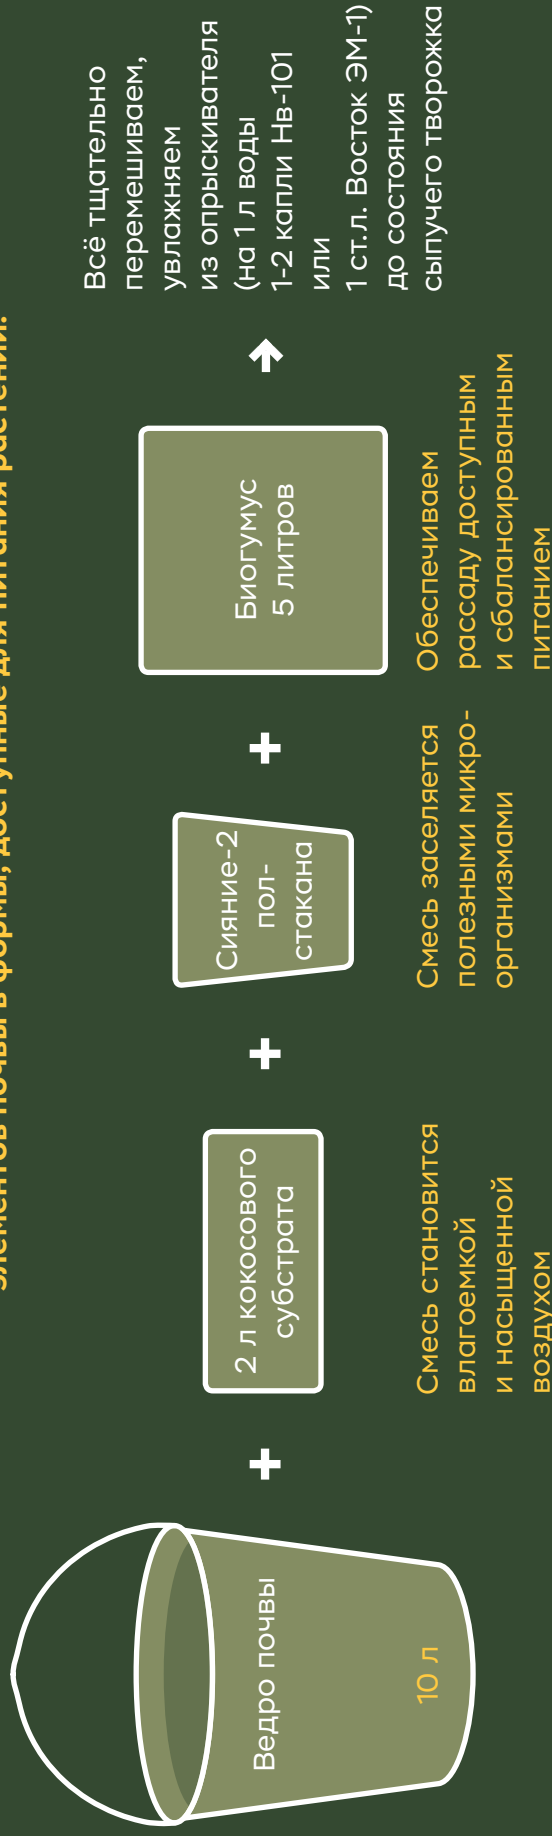 элементов почвы в формы, доступные для питания растений.
Ведро почвы
10 л
+
2 л кокосового
субстрата
Смесь становится
влагоемкой
и насыщенной
воздухом
+
Сияние-2
пол-
стакана
Смесь заселяется
полезными микро-
организмами
+
Биогумус
5 литров
Обеспечиваем
рассаду доступным
и сбалансированным
питанием
Всё тщательно
перемешиваем,
увлажняем
из опрыскивателя
(на 1 л воды
1-2 капли Нв-101
или
1 ст.л. Восток ЭМ-1)
до состояния
сыпучего творожка